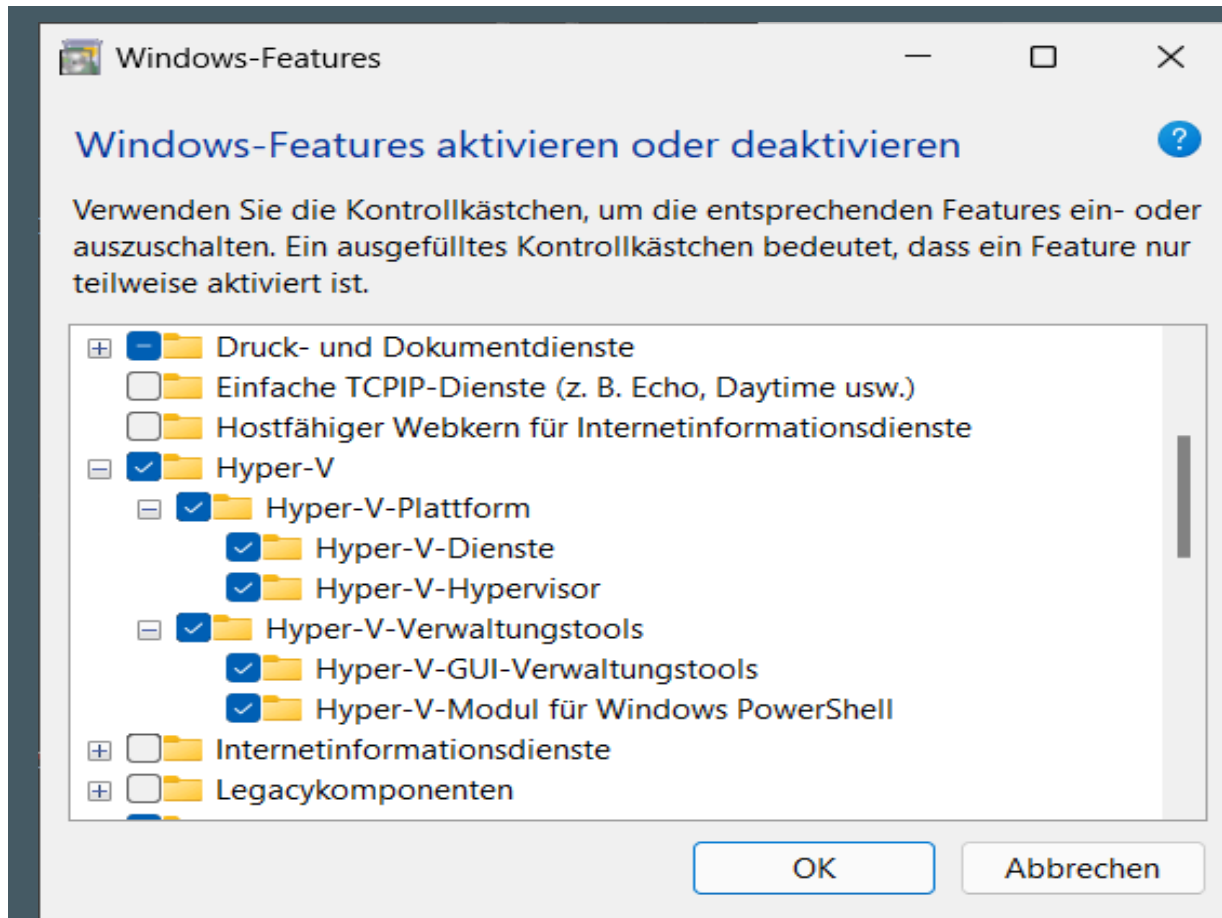 Windows-Features
Windows-Features aktivieren oder deaktivieren
?
Verwenden Sie die Kontrollkästchen, um die entsprechenden Features ein- oder
auszuschalten. Ein ausgefülltes Kontrollkästchen bedeutet, dass ein Feature nur
teilweise aktiviert ist.
Druck- und Dokumentdienste
Einfache TCPIP-Dienste (z. B. Echo, Daytime usw.)
Hostfähiger Webkern für Internetinformationsdienste
Hyper-V
Hyper-V-Plattform
Hyper-V-Dienste
Hyper-V-Hypervisor
Hyper-V-Verwaltungstools
Hyper-V-GUI-Verwaltungstools
Hyper-V-Modul für Windows PowerShell
Internetinformationsdienste
Legacykomponenten
OK
Abbrechen